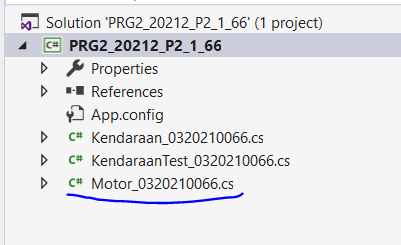 Solution 'PRG2_20212_P2_1_66' (1 project)
C# PRG2_20212_P2_1_66
Properties
References
App.config
C# Kendaraan_0320210066.cs
C# KendaraanTest_0320210066.cs
C# Motor_0320210066.cs